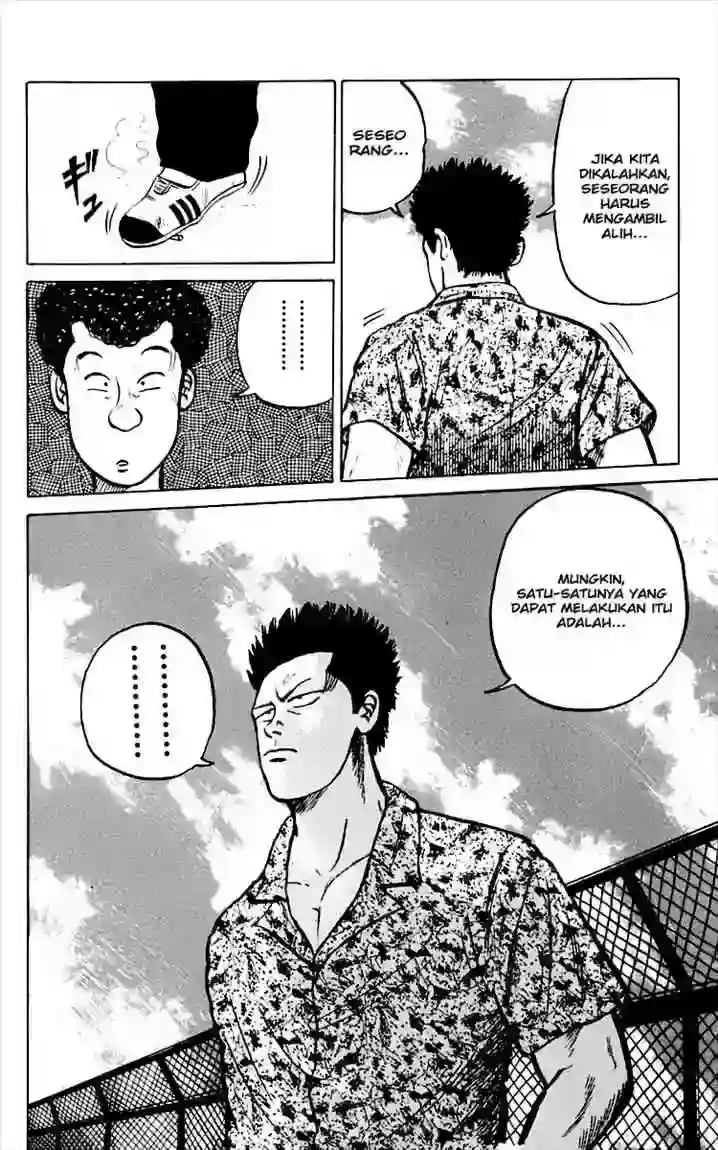 JIKA KITA
DIKALAHKAN,
SESEORANG
HARUS
MENGAMBIL
ALIH...
SESEO
RANG...
ギュ
............
............
MUNGKIN,
SATU-SATUNYA YANG
DAPAT MELAKUKAN ITU
ADALAH...
............
............